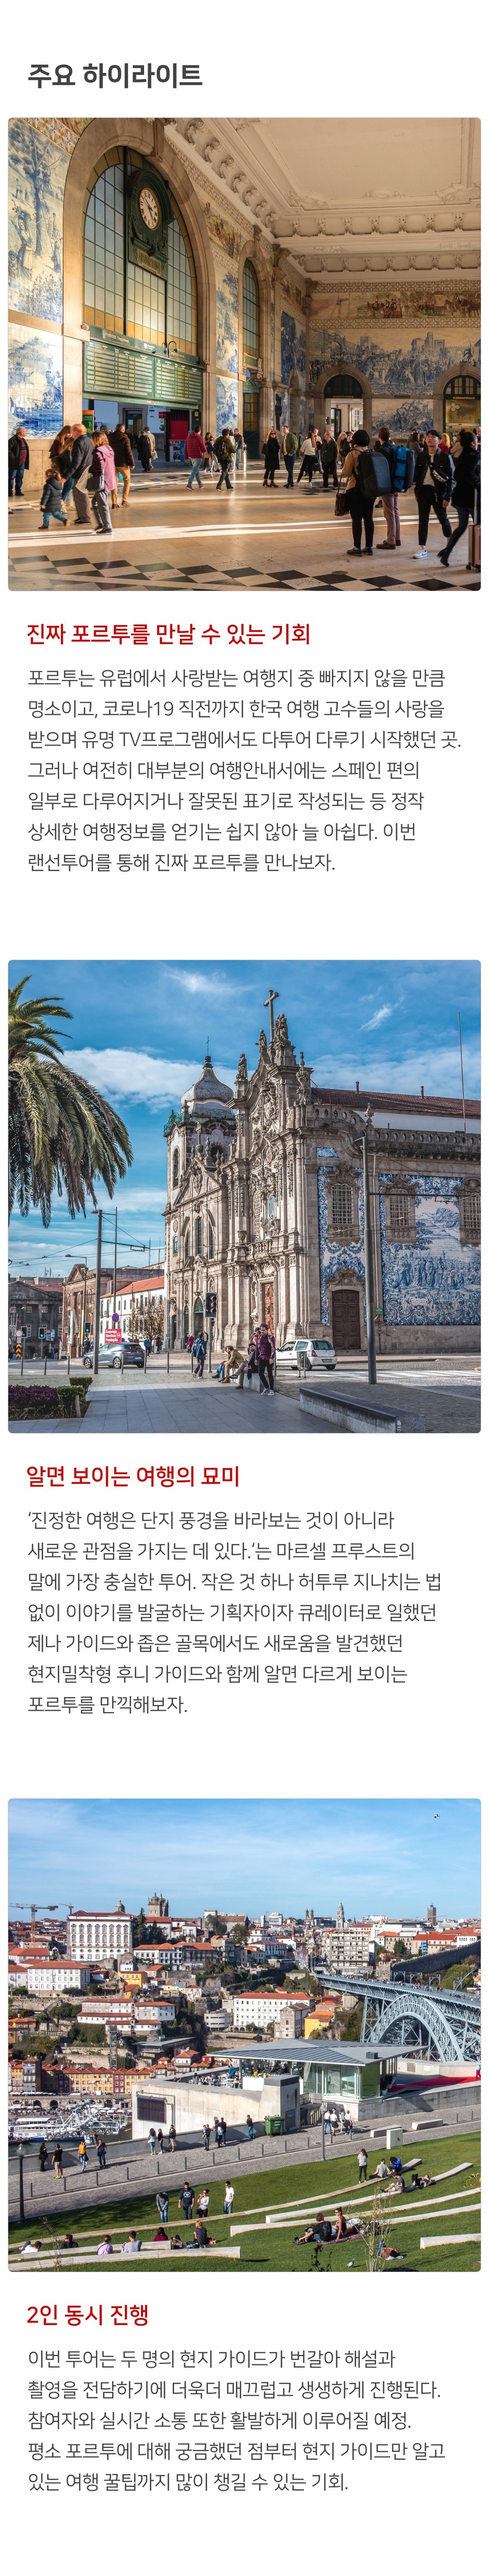 주요 하이라이트
진짜 포르투를 만날 수 있는 기회
포르투는 유럽에서 사랑받는 여행지 중 빠지지 않을 만큼
명소이고, 코로나19 직전까지 한국 여행 고수들의 사랑을
받으며 유명 TV프로그램에서도 다투어 다루기 시작했던 곳.
그러나 여전히 대부분의 여행안내서에는 스페인 편의
일부로 다루어지거나 잘못된 표기로 작성되는 등 정작
상세한 여행정보를 얻기는 쉽지 않아 늘 아쉽다. 이번
랜선투어를 통해 진짜 포르투를 만나보자.
알면 보이는 여행의 묘미
‘진정한 여행은 단지 풍경을 바라보는 것이 아니라
새로운 관점을 가지는 데 있다.‘는 마르셀 프루스트의
말에 가장 충실한 투어. 작은 것 하나 허투루 지나치는 법
없이 이야기를 발굴하는 기획자이자 큐레이터로 일했던
제나 가이드와 좁은 골목에서도 새로움을 발견했던
현지밀착형 후니 가이드와 함께 알면 다르게 보이는
포르투를 만끽해보자.
2인 동시 진행
이번 투어는 두 명의 현지 가이드가 번갈아 해설과
촬영을 전담하기에 더욱더 매끄럽고 생생하게 진행된다.
참여자와 실시간 소통 또한 활발하게 이루어질 예정.
평소 포르투에 대해 궁금했던 점부터 현지 가이드만 알고
있는 여행 꿀팁까지 많이 챙길 수 있는 기회.